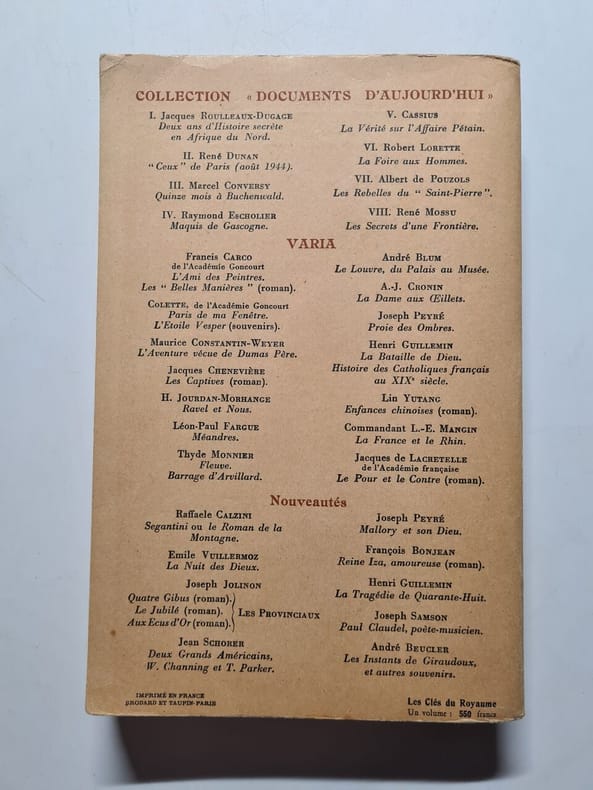 COLLECTION « DOCUMENTS D'AUJOURD'HUI »
I. Jacques ROULLEAUX-DUGAGE
Deux ans d'Histoire secrète
en Afrique du Nord.
II. René DUNAN
"Ceux" de Paris (août 1944).
III. Marcel CONVERSY
Quinze mois à Buchenwald.
IV. Raymond ESCHOLIER
Maquis de Gascogne.
V. CASSIUS
La Vérité sur l'Affaire Pétain.
VI. Robert LORETTE
La Foire aux Hommes.
VII. Albert de POUZOLS
Les Rebelles du " Saint-Pierre ".
VIII. René MOSSU
Les Secrets d'une Frontière.
VARIA
Francis CARCO
de l'Académie Goncourt
L'Ami des Peintres.
Les " Belles Manières " (roman).
COLETTE, de l'Académie Goncourt
Paris de ma Fenêtre.
L'Etoile Vesper (souvenirs).
Maurice CONSTANTIN-WEYER
L'Aventure vécue de Dumas Père.
Jacques CHENEVIÈRE
Les Captives (roman).
H. JOURDAN-MORHANGE
Ravel et Nous.
Léon-Paul FARGUE
Méandres.
Thyde MONNIER
Fleuve.
Barrage d'Arvillard.
André BLUM
Le Louvre, du Palais au Musée.
A.-J. CRONIN
La Dame aux Œillets.
Joseph PEYRÉ
Proie des Ombres.
Henri GUILLEMIN
La Bataille de Dieu.
Histoire des Catholiques français
au XIXe siècle.
Lin YUTANG
Enfances chinoises (roman).
Commandant L.-E. MANGIN
La France et le Rhin.
Jacques de LACRETELLE
de l'Académie française
Le Pour et le Contre (roman).
Nouveautés
Raffaele CALZINI
Segantini ou le Roman de la
Montagne.
Emile VUILLERMOZ
La Nuit des Dieux.
Joseph JOLINON
Quatre Gibus (roman).
Le Jubilé (roman).
Aux Ecus d'Or (roman).
LES PROVINCIAUX
Jean SCHORER
Deux Grands Américains,
W. Channing et T. Parker.
Joseph PEYRÉ
Mallory et son Dieu.
François BONJEAN
Reine Iza, amoureuse (roman).
Henri GUILLEMIN
La Tragédie de Quarante-Huit.
Joseph SAMSON
Paul Claudel, poète-musicien.
André BEUCLER
Les Instants de Giraudoux,
et autres souvenirs.
IMPRIMÉ EN FRANCE
BRODARD ET TAUPIN-PARIS
Les Clés du Royaume
Un volume : 550 francs